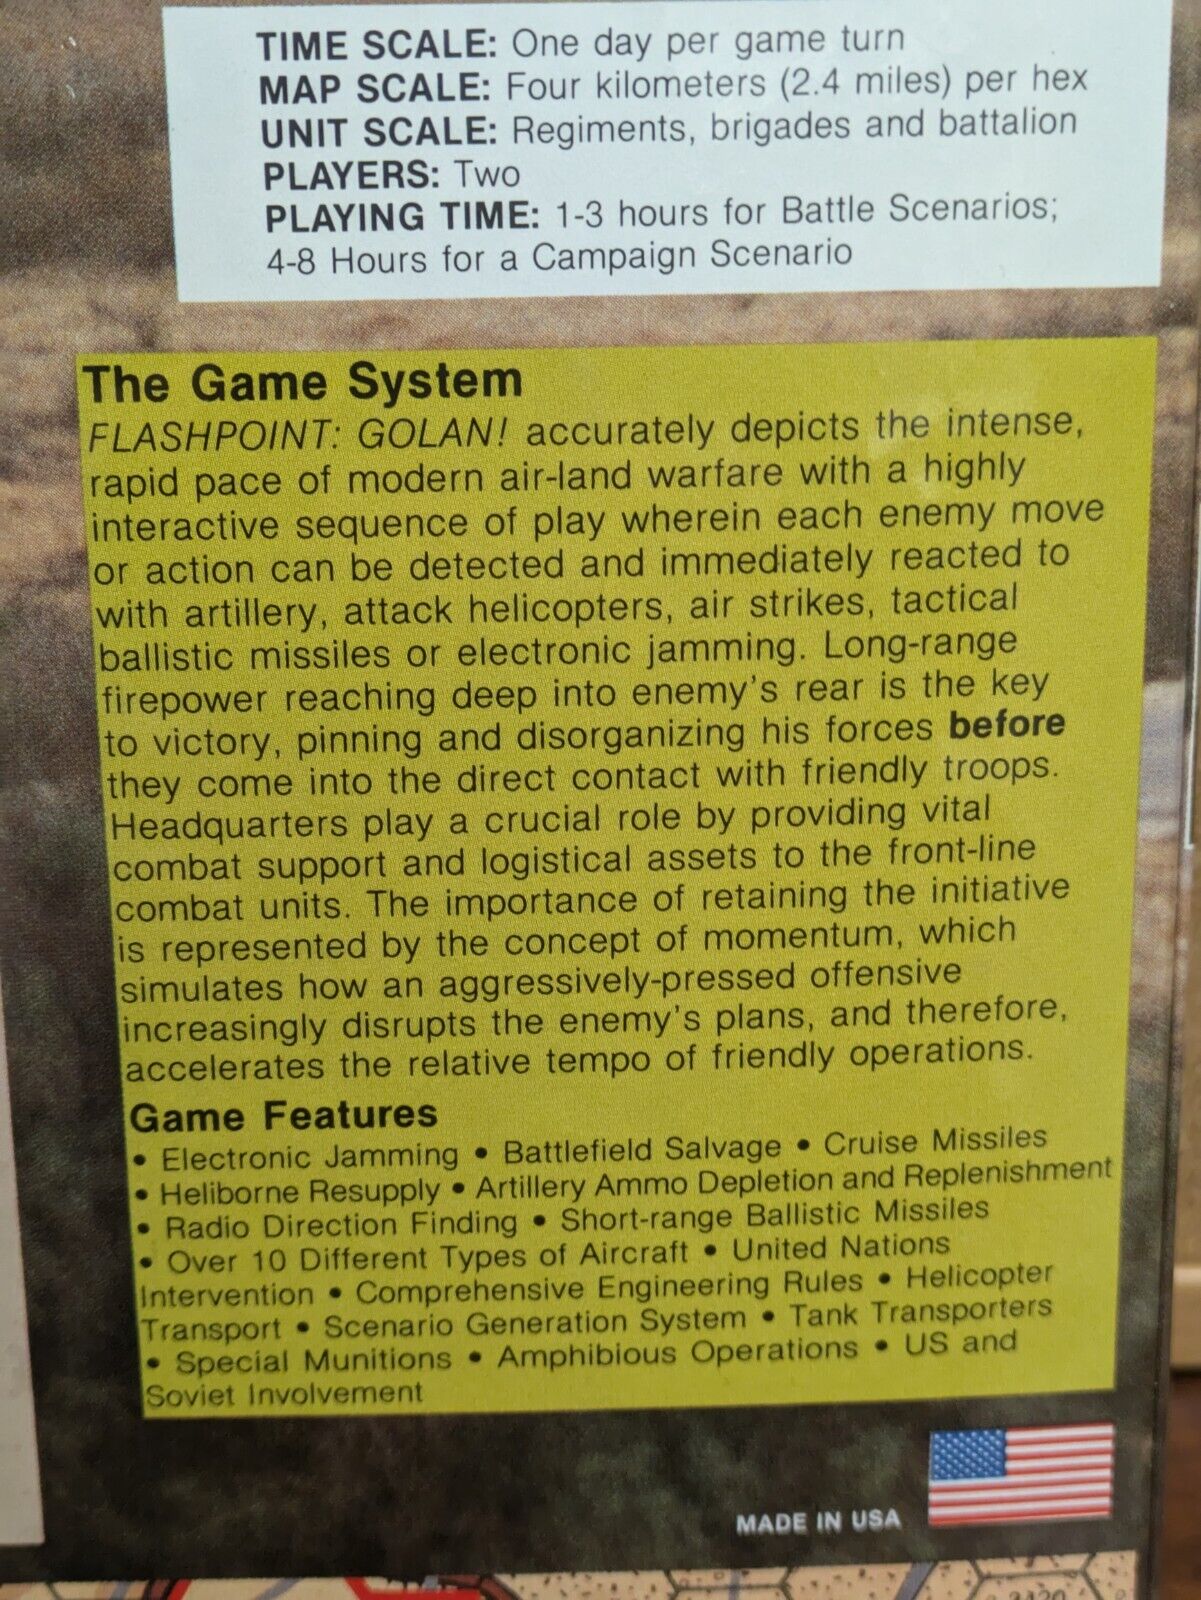 TIME SCALE: One day per game turn
MAP SCALE: Four kilometers (2.4 miles) per hex
UNIT SCALE: Regiments, brigades and battalion
PLAYERS: Two
PLAYING TIME: 1-3 hours for Battle Scenarios;
4-8 Hours for a Campaign Scenario
The Game System
FLASHPOINT: GOLAN! accurately depicts the intense,
rapid pace of modern air-land warfare with a highly
interactive sequence of play wherein each enemy move
or action can be detected and immediately reacted to
with artillery, attack helicopters, air strikes, tactical
ballistic missiles or electronic jamming. Long-range
firepower reaching deep into enemy's rear is the key
to victory, pinning and disorganizing his forces before
they come into the direct contact with friendly troops.
Headquarters play a crucial role by providing vital
combat support and logistical assets to the front-line
combat units. The importance of retaining the initiative
is represented by the concept of momentum, which
simulates how an aggressively-pressed offensive
increasingly disrupts the enemy's plans, and therefore,
accelerates the relative tempo of friendly operations.
Game Features
• Electronic Jamming • Battlefield Salvage • Cruise Missiles
• Heliborne Resupply • Artillery Ammo Depletion and Replenishment
• Radio Direction Finding • Short-range Ballistic Missiles
• Over 10 Different Types of Aircraft • United Nations
Intervention • Comprehensive Engineering Rules • Helicopter
Transport • Scenario Generation System • Tank Transporters
• Special Munitions • Amphibious Operations • US and
Soviet Involvement
MADE IN USA